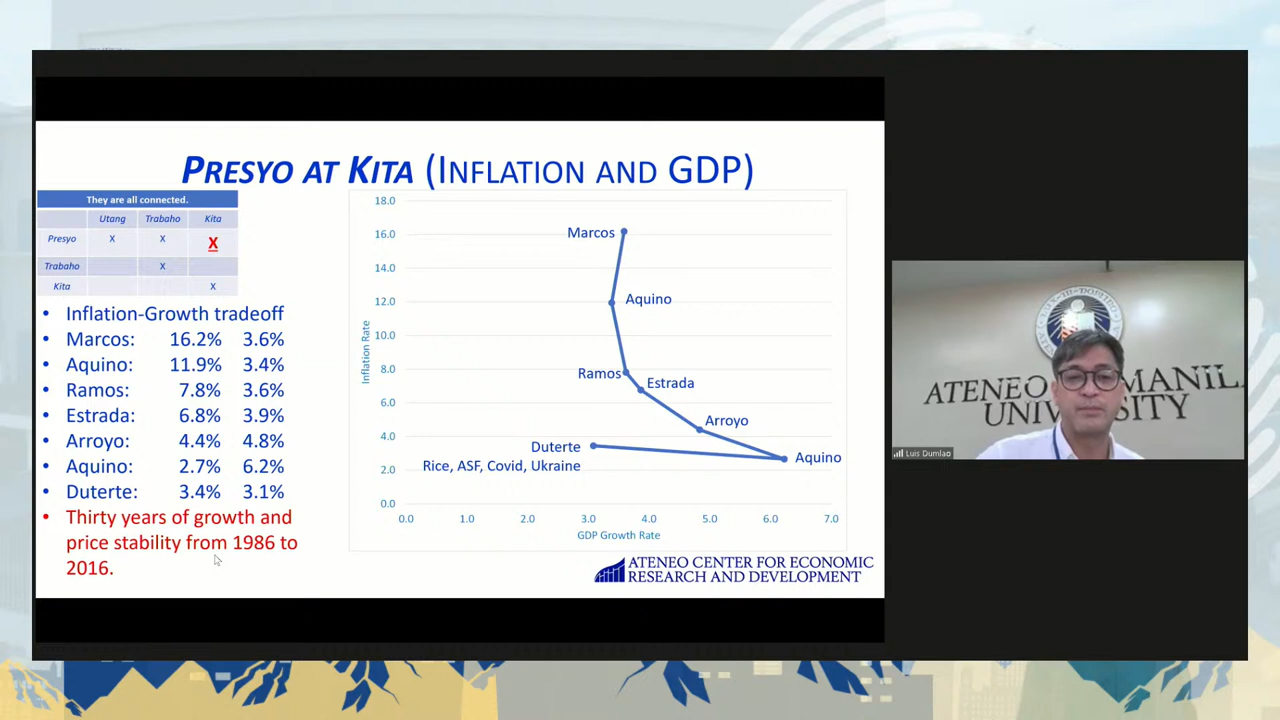 PRESYO AT KITA (INFLATION AND GDP)
They are all connected.
Utang Trabaho Kita
Presyo X X X
Trabaho X
Kita X
• Inflation-Growth tradeoff
• Marcos: 16.2% 3.6%
• Aquino: 11.9% 3.4%
• Ramos: 7.8% 3.6%
• Estrada: 6.8% 3.9%
• Arroyo: 4.4% 4.8%
• Aquino: 2.7% 6.2%
• Duterte: 3.4% 3.1%
• Thirty years of growth and
price stability from 1986 to
2016.
18.0
16.0
14.0
12.0
10.0
8.0
6.0
4.0
2.0
0.0
Inflation Rate
Marcos
Aquino
Ramos
Estrada
Arroyo
Duterte
Rice, ASF, Covid, Ukraine
Aquino
0.0 1.0 2.0 3.0 4.0 5.0 6.0 7.0
GDP Growth Rate
ATENEO CENTER FOR ECONOMIC
RESEARCH AND DEVELOPMENT
ATENEO MANILA
UNIVERSITY
Luis Dumlao